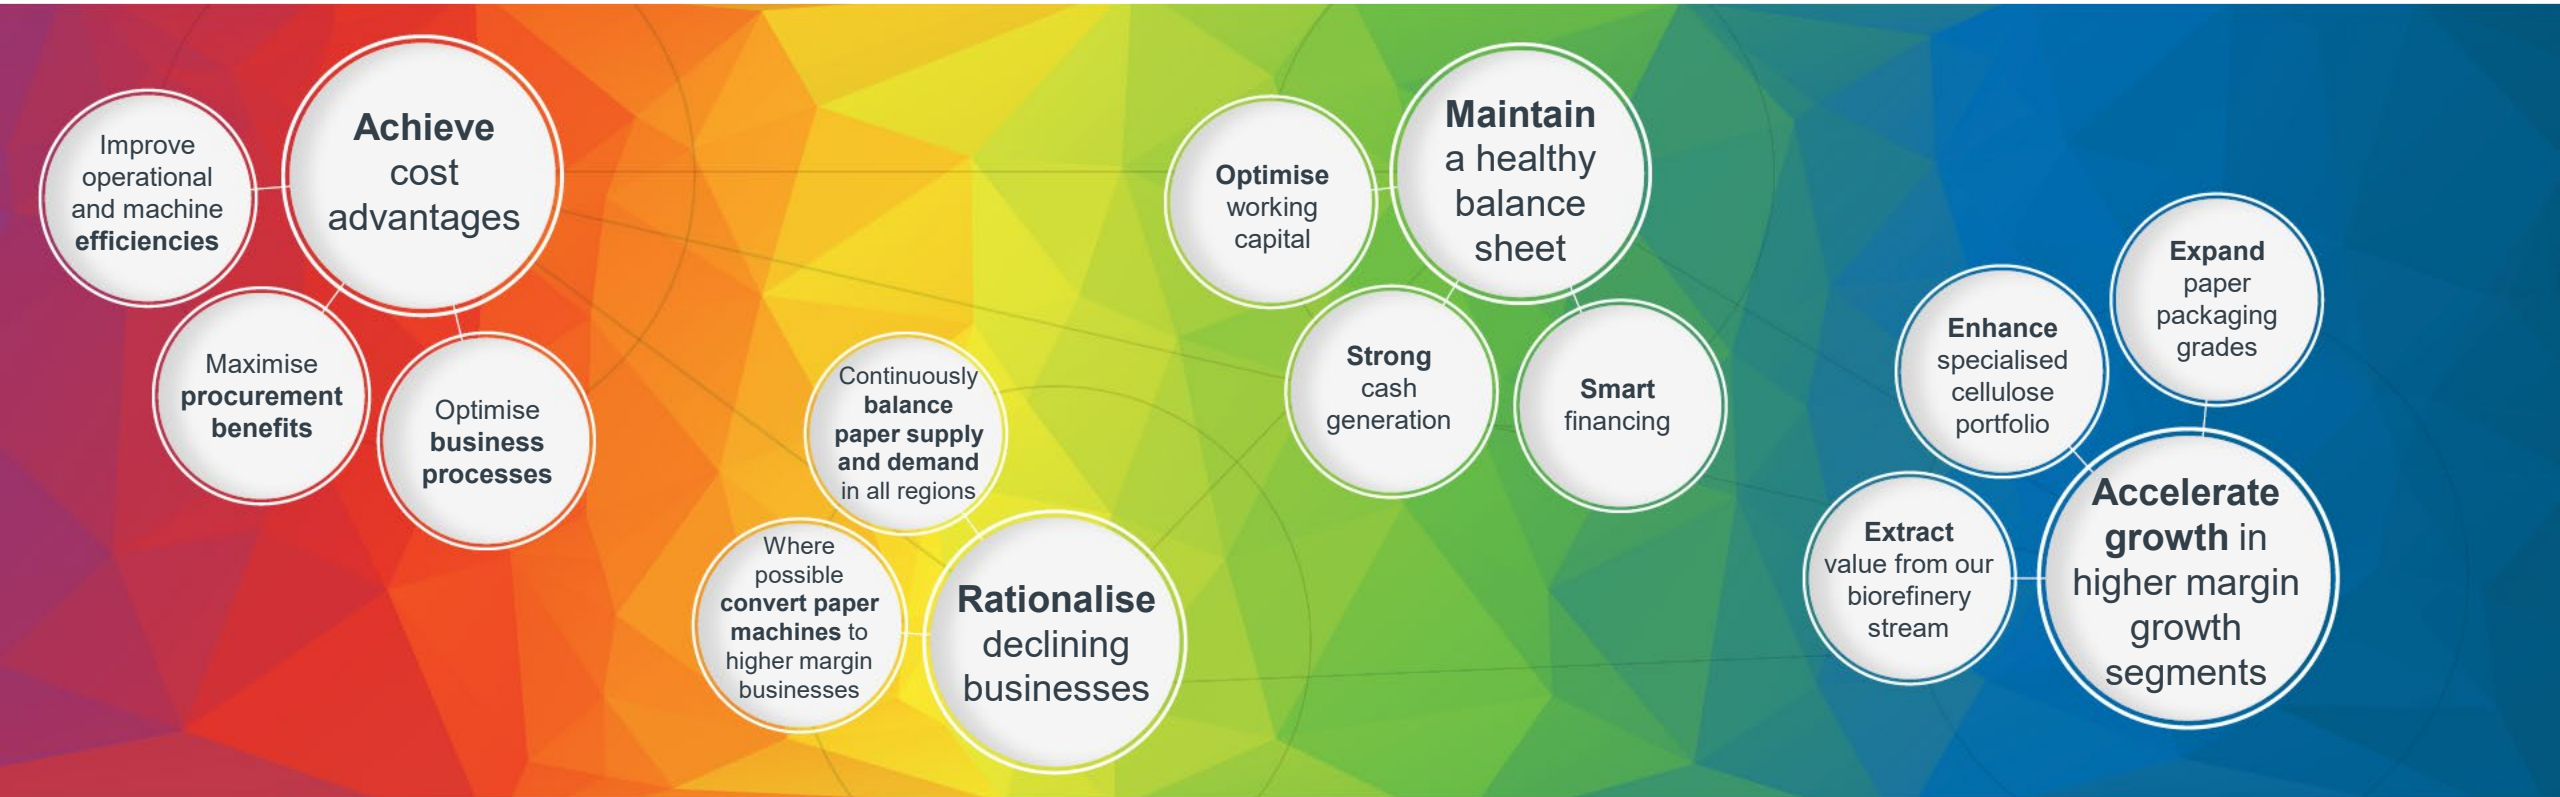 Achieve
cost
advantages
Improve
operational
and machine
efficiencies
Maximise
procurement
benefits
Optimise
business
processes
Rationalise
declining
businesses
Continuously
balance
paper supply
and demand
in all regions
Where
possible
convert paper
machines to
higher margin
businesses
Maintain
a healthy
balance
sheet
Optimise
working
capital
Strong
cash
generation
Smart
financing
Accelerate
growth in
higher margin
growth
segments
Expand
paper
packaging
grades
Enhance
specialised
cellulose
portfolio
Extract
value from our
biorefinery
stream